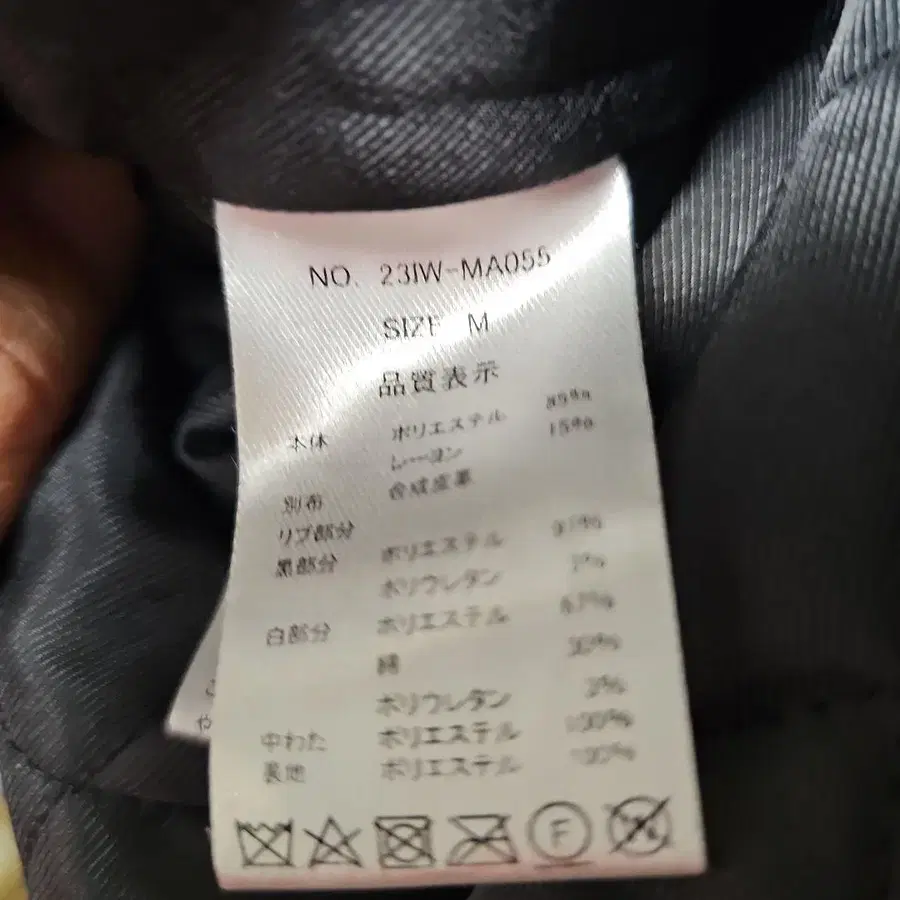 NO. 23IW-MA055
SIZE M
品質表示
本体 ポリエステル 85%
レーヨン 15%
別布 合成皮革
リブ部分
黒部分 ポリエステル 97%
ポリウレタン
白部分 ポリエステル 67%
綿 30%
ポリウレタン 3%
中わた ポリエステル 100%
裏地 ポリエステル 100%
F
や